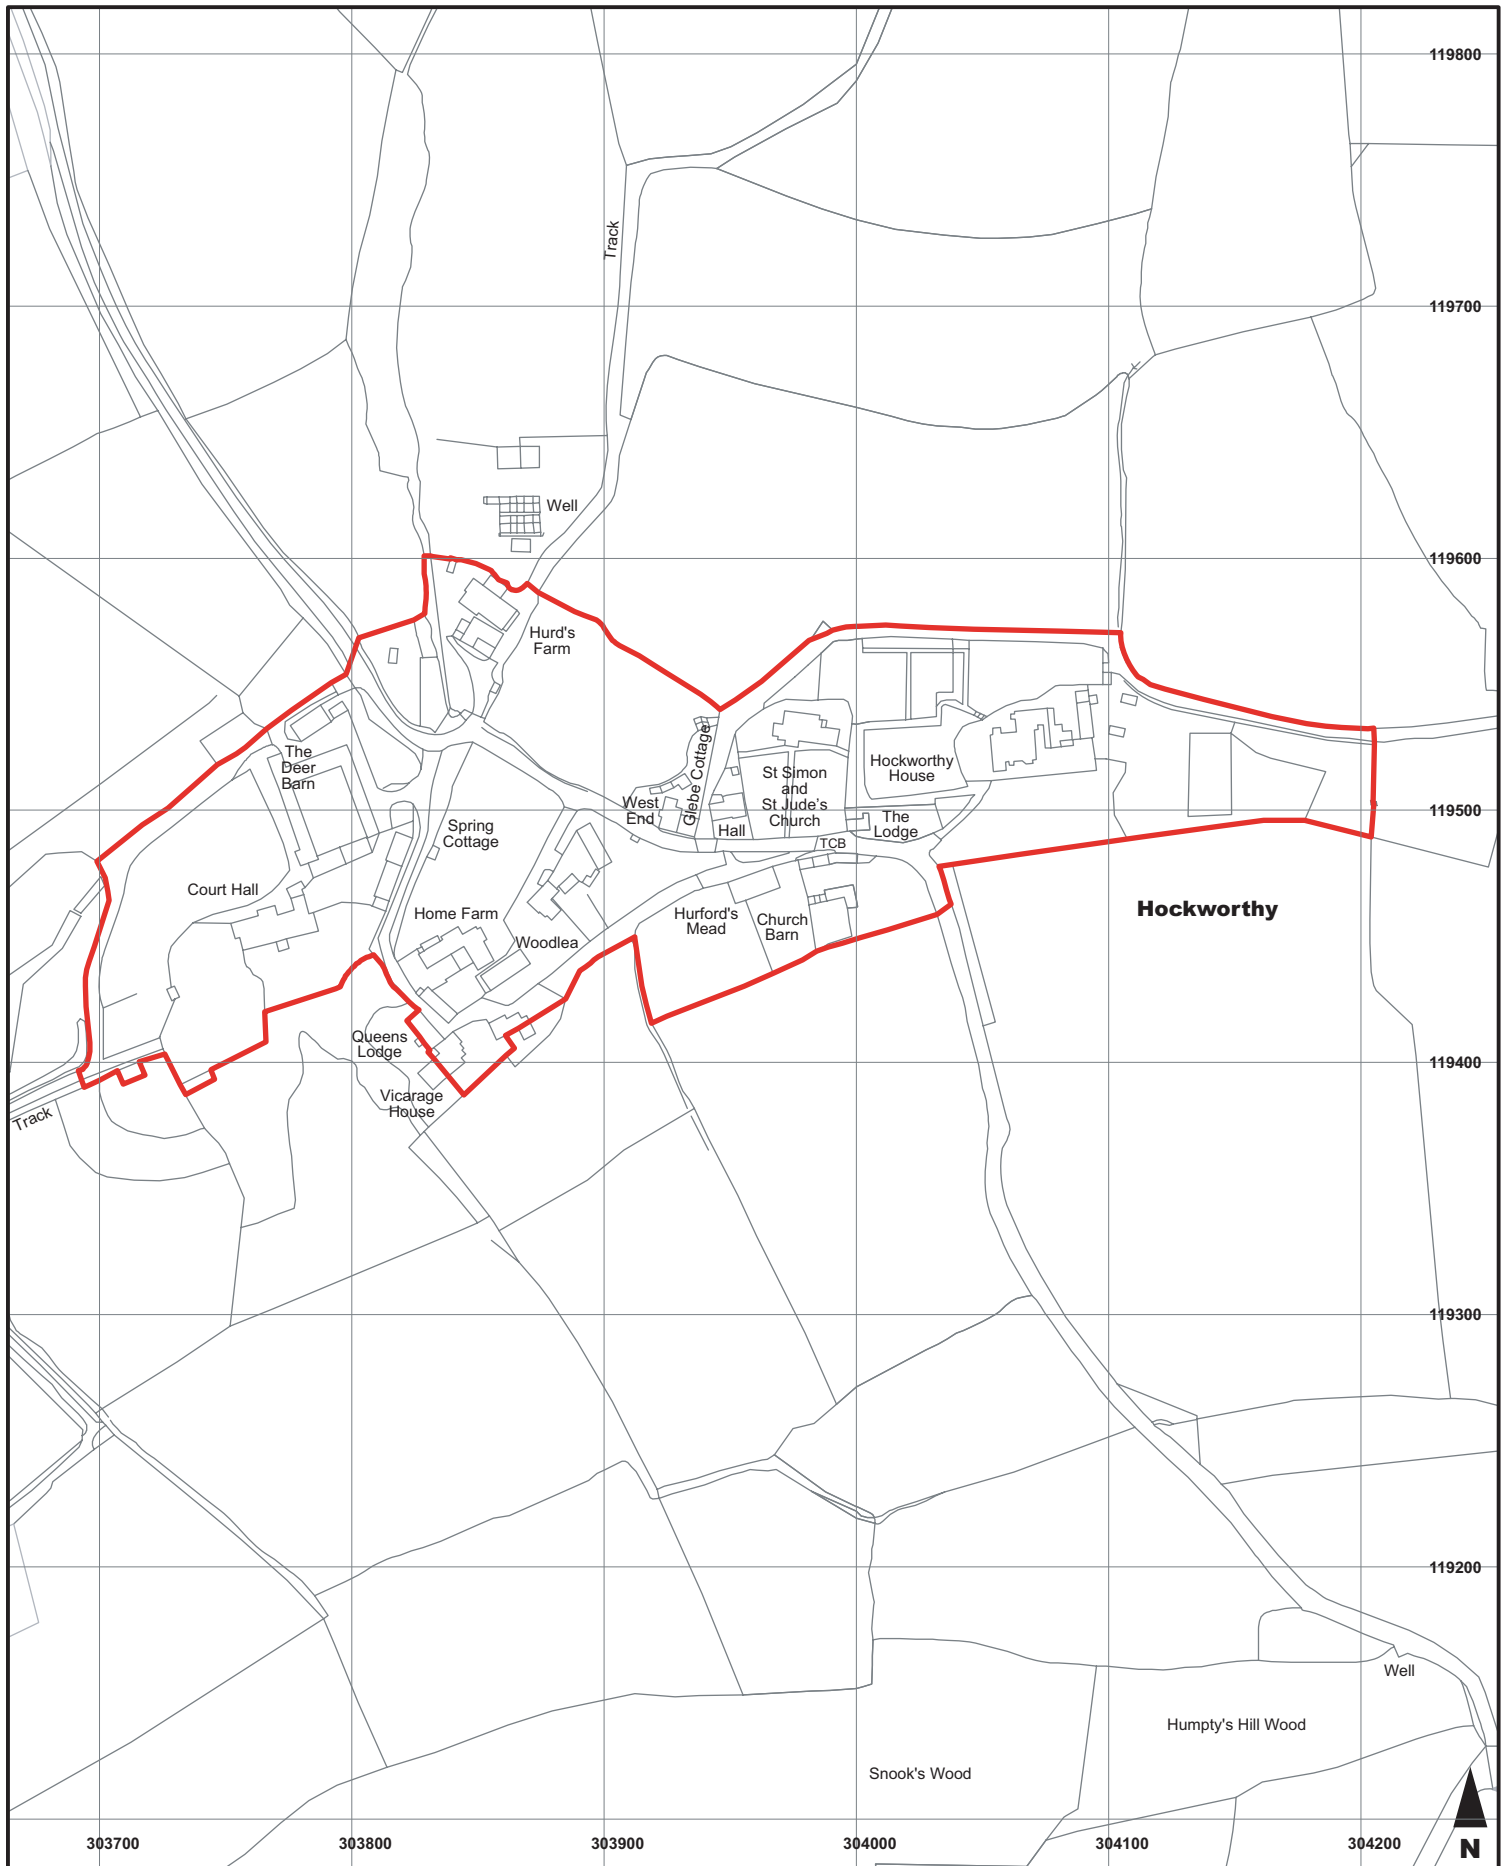 119800
Track
119700
Well
119600
Hurd's
Farm
The
Deer
Barn
Glebe Cottage
St Simon
and
St Jude's
Church
Hockworthy
House
West
End
119500
Spring
Cottage
Hall
The
Lodge
TCB
Court Hall
Home Farm
Hurford's
Mead
Church
Barn
Hockworthy
Woodlea
Queens
Lodge
119400
Vicarage
House
Track
119300
119200
Well
Humpty's Hill Wood
Snook's Wood
303700
303800
303900
304000
304100
304200
N